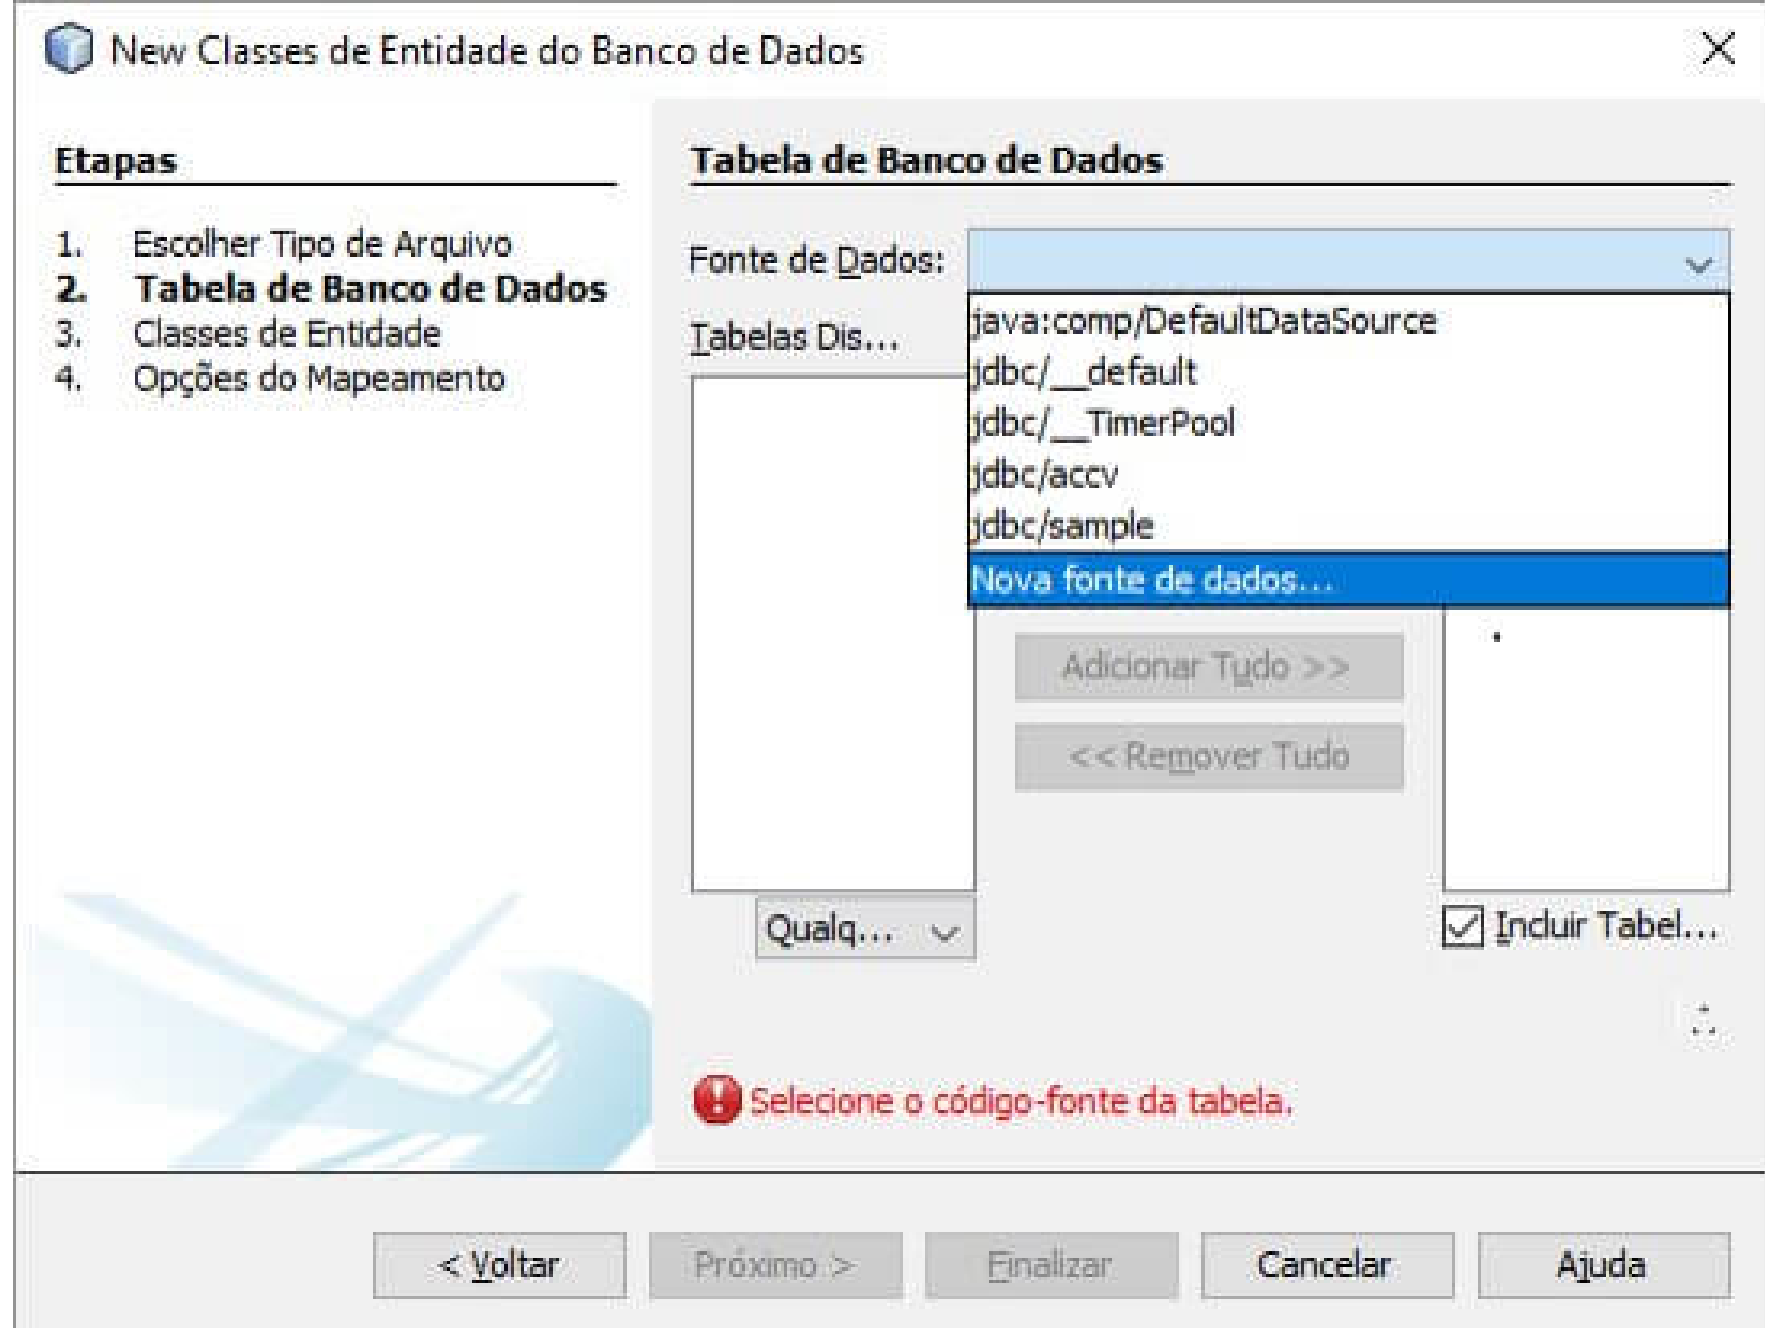 New Classes de Entidade do Banco de Dados
Etapas
1. Escolher Tipo de Arquivo
2. Tabela de Banco de Dados
3. Classes de Entidade
4. Opções do Mapeamento
Tabela de Banco de Dados
Fonte de Dados:
java:comp/DefaultDataSource
jdbc/__default
jdbc/__TimerPool
jdbc/accv
jdbc/sample
Nova fonte de dados...
Tabelas Dis...
Adicionar Tudo >>
<< Remover Tudo
Qualq...
Incluir Tabel...
Selecione o código-fonte da tabela.
< Voltar
Próximo >
Finalizar
Cancelar
Ajuda